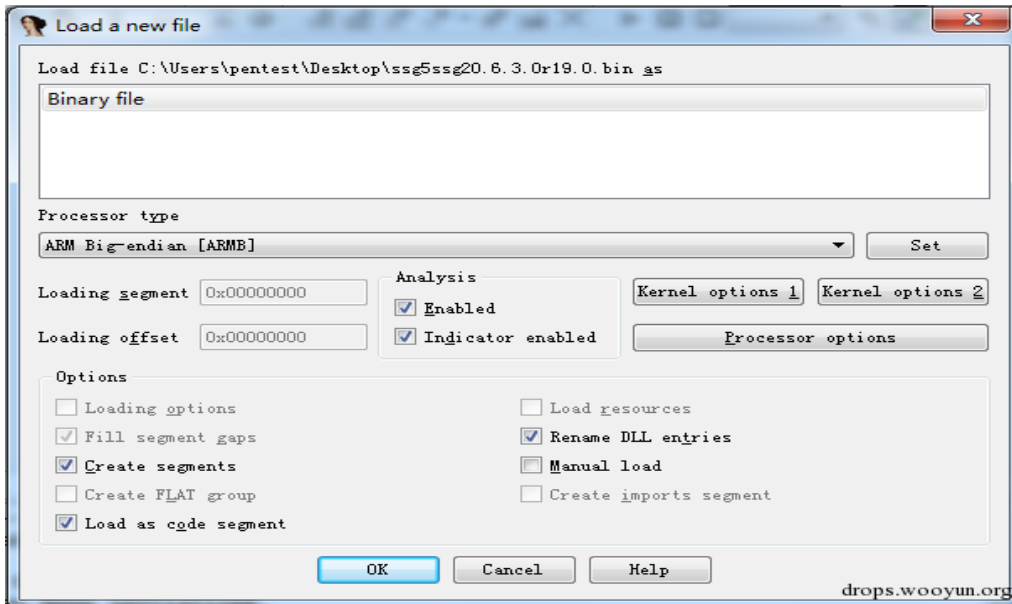 Load a new file
Load file C:\Users\pentest\Desktop\ssg5ssg20.6.3.0r19.0.bin as
Binary file
Processor type
ARM Big-endian [ARMB]
Set
Loading segment 0x00000000
Loading offset 0x00000000
Analysis
Enabled
Indicator enabled
Kernel options 1
Kernel options 2
Processor options
Options
Loading options
Fill segment gaps
Create segments
Create FLAT group
Load as code segment
Load resources
Rename DLL entries
Manual load
Create imports segment
OK
Cancel
Help
drops.wooyun.org